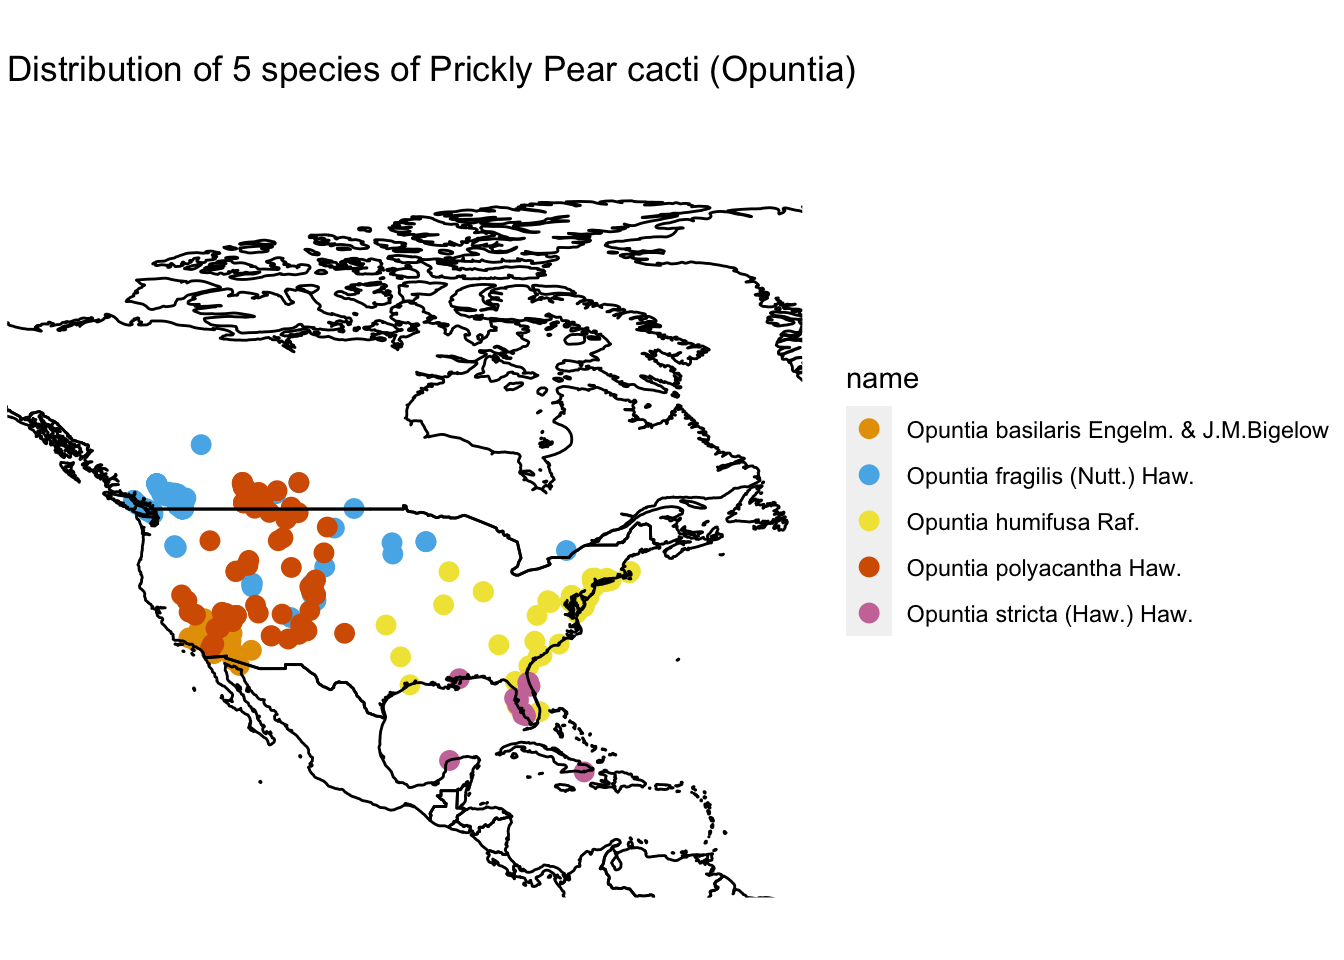 Distribution of 5 species of Prickly Pear cacti (Opuntia)
name
Opuntia basilaris Engelm. & J.M.Bigelow
Opuntia fragilis (Nutt.) Haw.
Opuntia humifusa Raf.
Opuntia polyacantha Haw.
Opuntia stricta (Haw.) Haw.